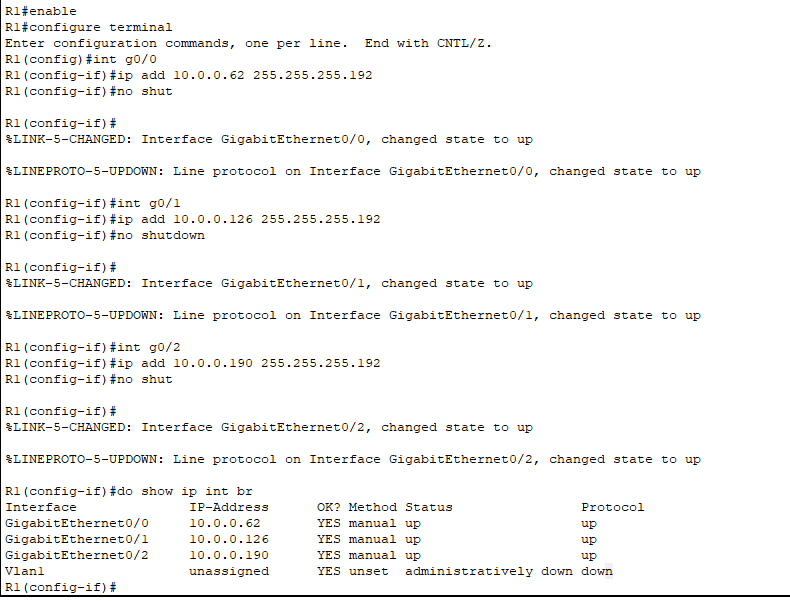 R1#enable
R1#configure terminal
Enter configuration commands, one per line.  End with CNTL/Z.
R1(config)#int g0/0
R1(config-if)#ip add 10.0.0.62 255.255.255.192
R1(config-if)#no shut
R1(config-if)#
%LINK-5-CHANGED: Interface GigabitEthernet0/0, changed state to up
%LINEPROTO-5-UPDOWN: Line protocol on Interface GigabitEthernet0/0, changed state to up
R1(config-if)#int g0/1
R1(config-if)#ip add 10.0.0.126 255.255.255.192
R1(config-if)#no shutdown
R1(config-if)#
%LINK-5-CHANGED: Interface GigabitEthernet0/1, changed state to up
%LINEPROTO-5-UPDOWN: Line protocol on Interface GigabitEthernet0/1, changed state to up
R1(config-if)#int g0/2
R1(config-if)#ip add 10.0.0.190 255.255.255.192
R1(config-if)#no shut
R1(config-if)#
%LINK-5-CHANGED: Interface GigabitEthernet0/2, changed state to up
%LINEPROTO-5-UPDOWN: Line protocol on Interface GigabitEthernet0/2, changed state to up
R1(config-if)#do show ip int br
Interface              IP-Address      OK? Method Status                Protocol
GigabitEthernet0/0     10.0.0.62       YES manual up                    up
GigabitEthernet0/1     10.0.0.126      YES manual up                    up
GigabitEthernet0/2     10.0.0.190      YES manual up                    up
Vlan1                  unassigned      YES unset  administratively down down
R1(config-if)#